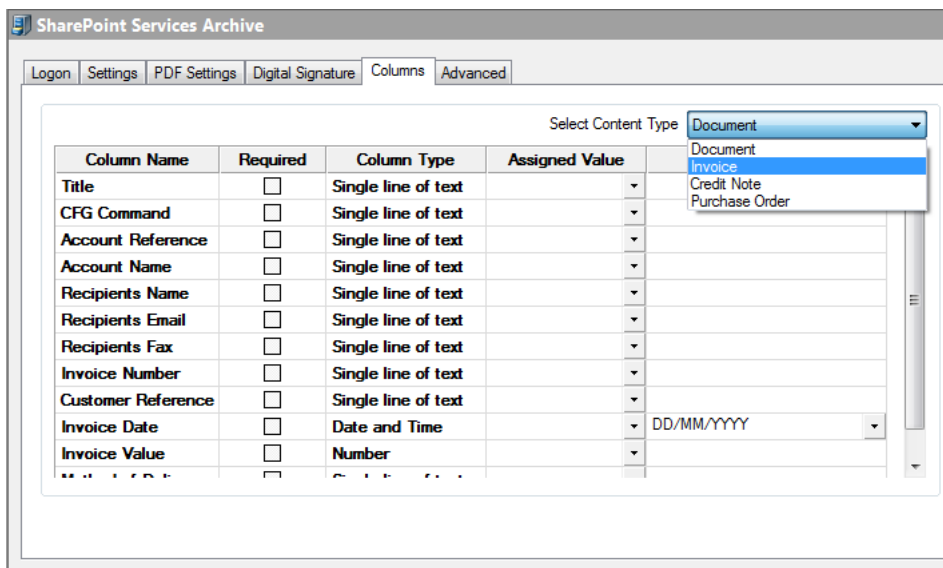 SharePoint Services Archive
Logon Settings PDF Settings Digital Signature Columns Advanced
Select Content Type Document
Document
Invoice
Credit Note
Purchase Order
Column Name Required Column Type Assigned Value
Title Single line of text
CFG Command Single line of text
Account Reference Single line of text
Account Name Single line of text
Recipients Name Single line of text
Recipients Email Single line of text
Recipients Fax Single line of text
Invoice Number Single line of text
Customer Reference Single line of text
Invoice Date Date and Time DD/MM/YYYY
Invoice Value Number